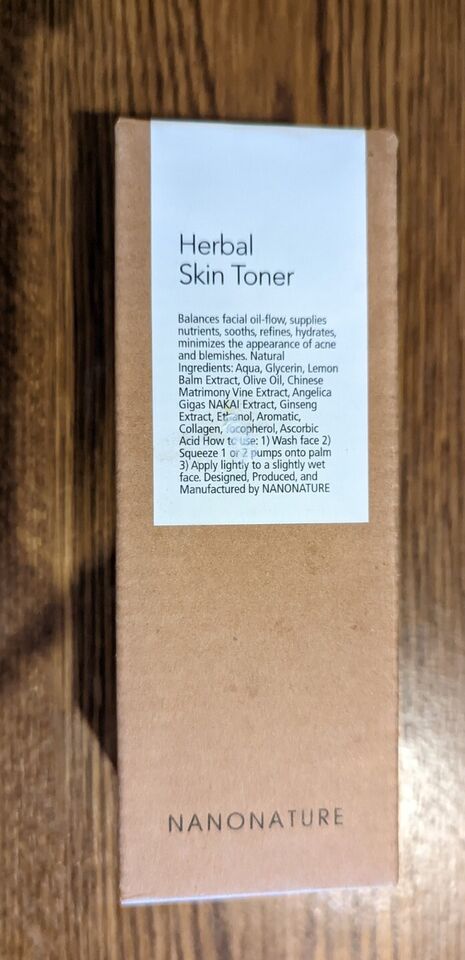 Herbal
Skin Toner
Balances facial oil-flow, supplies
nutrients, sooths, refines, hydrates,
minimizes the appearance of acne
and blemishes. Natural
Ingredients: Aqua, Glycerin, Lemon
Balm Extract, Olive Oil, Chinese
Matrimony Vine Extract, Angelica
Gigas NAKAI Extract, Ginseng
Extract, Ethanol, Aromatic,
Collagen, Tocopherol, Ascorbic
Acid How to use: 1) Wash face 2)
Squeeze 1 or 2 pumps onto palm
3) Apply lightly to a slightly wet
face. Designed, Produced, and
Manufactured by NANONATURE
NANONATURE